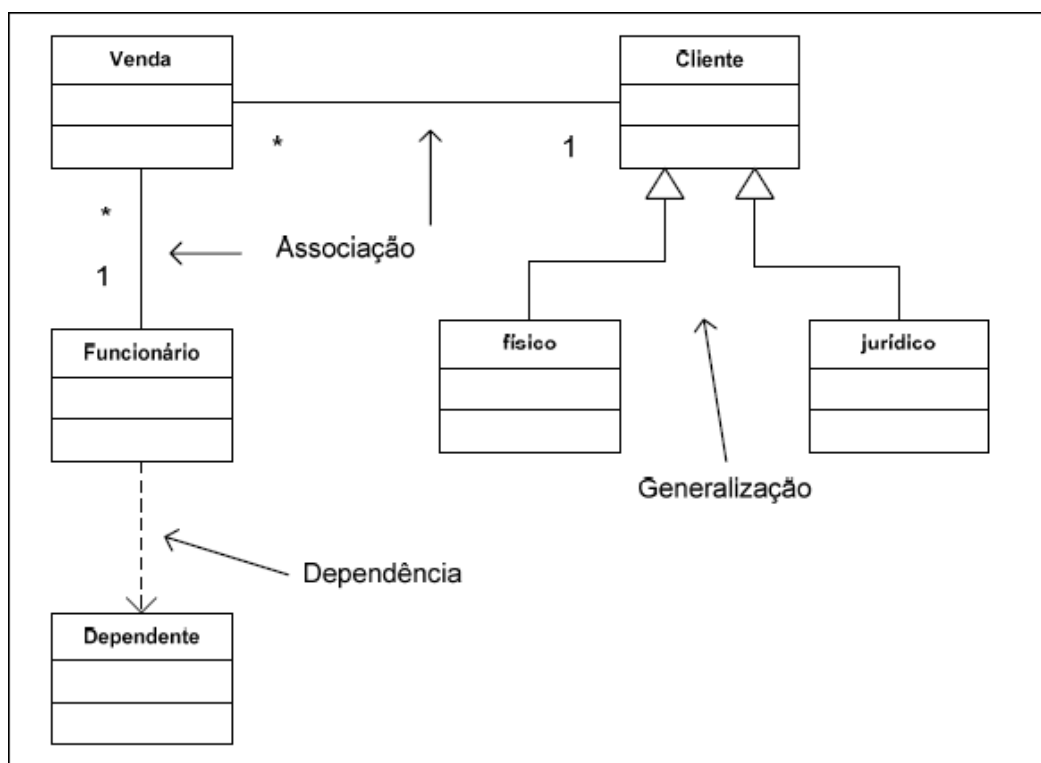 Venda
Cliente
*
1
*
Associação
1
Funcionário
físico
jurídico
Generalização
Dependência
Dependente